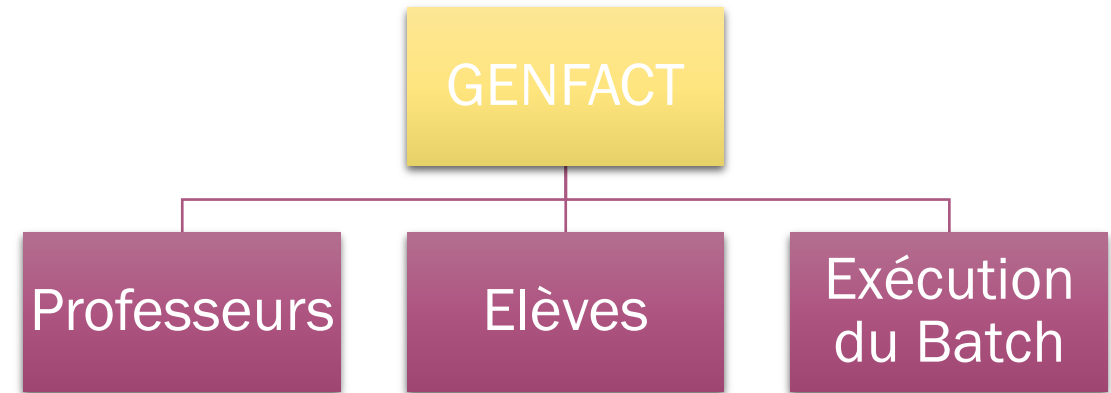 GENFACT
Professeurs
Elèves
Exécution
du Batch